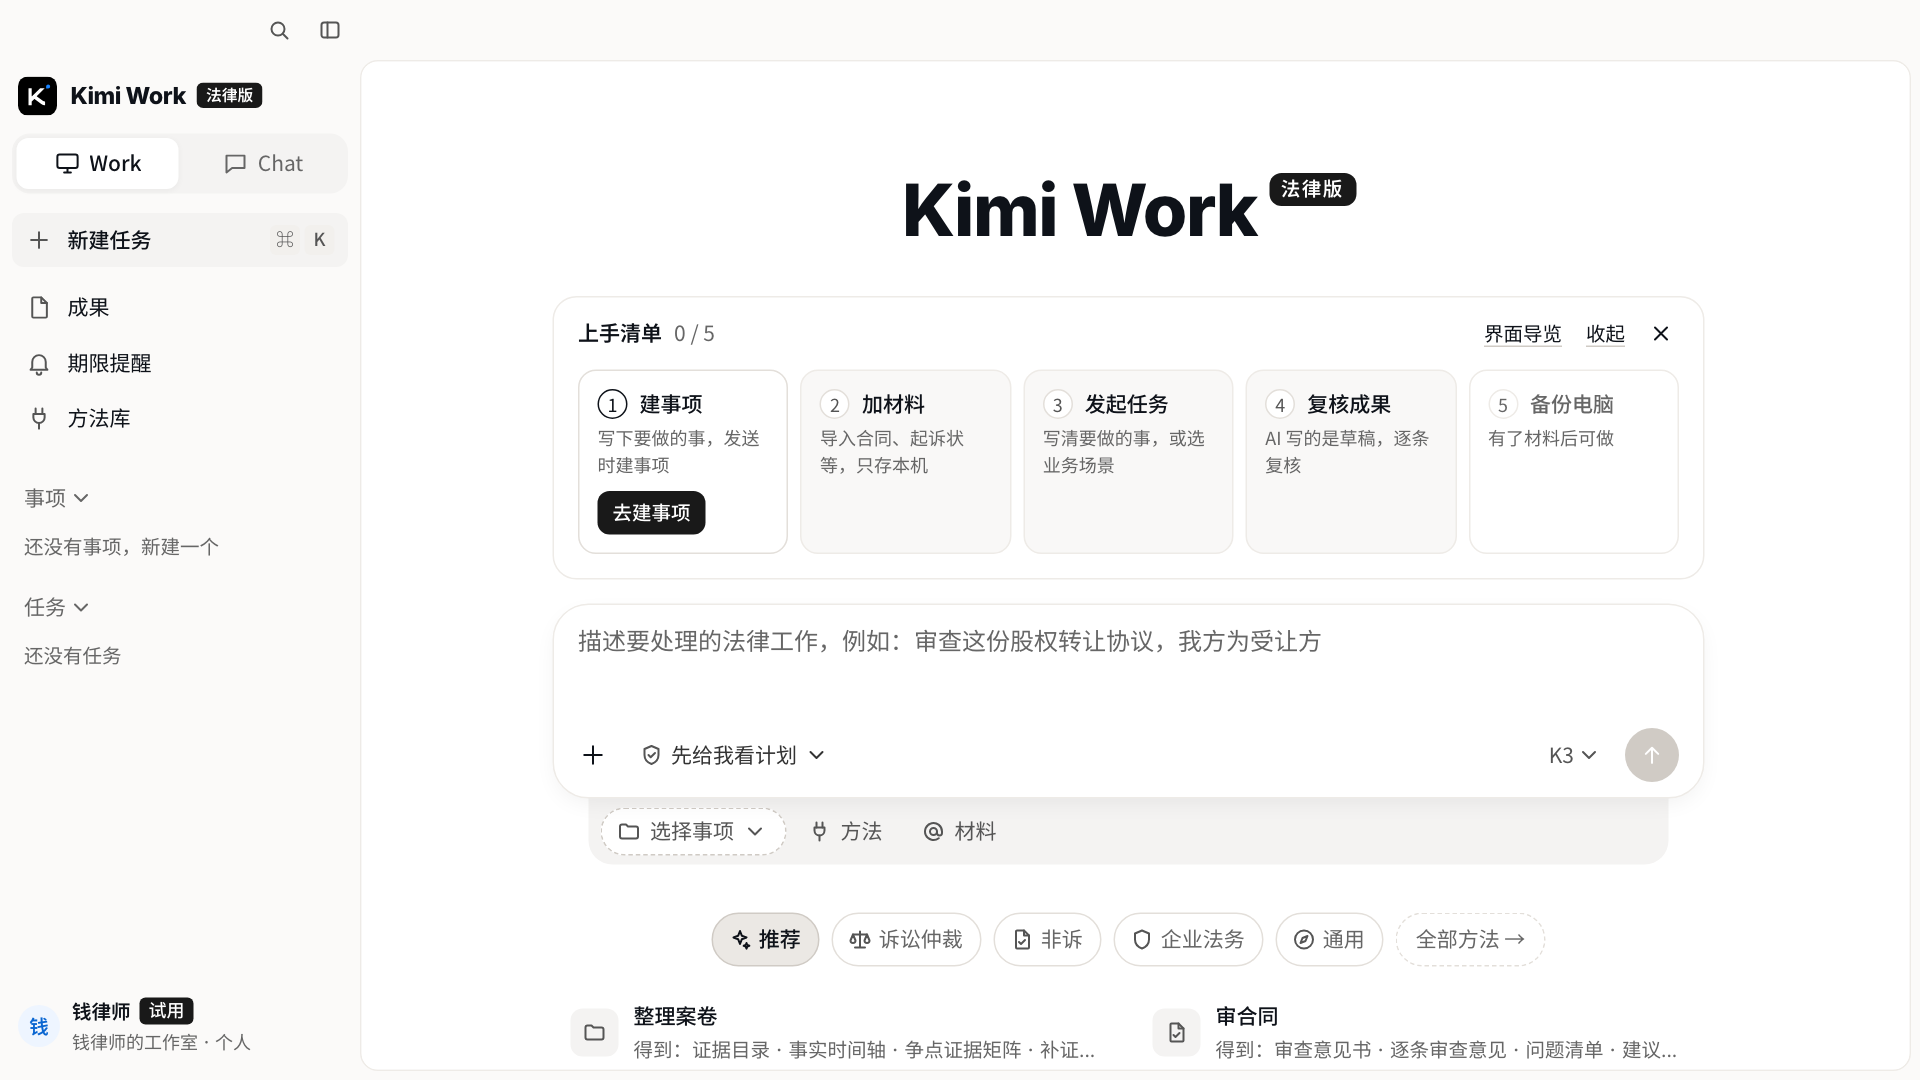 Kimi Work 法律版
Work
Chat
新建任务 ⌘ K
成果
期限提醒
方法库
事项
还没有事项，新建一个
任务
还没有任务
钱 钱律师 试用
钱律师的工作室 · 个人
Kimi Work 法律版
上手清单 0 / 5
界面导览 收起
1 建事项
写下要做的事，发送
时建事项
去建事项
2 加材料
导入合同、起诉状
等，只存本机
3 发起任务
写清要做的事，或选
业务场景
4 复核成果
AI 写的是草稿，逐条
复核
5 备份电脑
有了材料后可做
描述要处理的法律工作，例如：审查这份股权转让协议，我方为受让方
先给我看计划
K3
选择事项
方法
材料
推荐
诉讼仲裁
非诉
企业法务
通用
全部方法 →
整理案卷
得到：证据目录 · 事实时间轴 · 争点证据矩阵 · 补证...
审合同
得到：审查意见书 · 逐条审查意见 · 问题清单 · 建议...